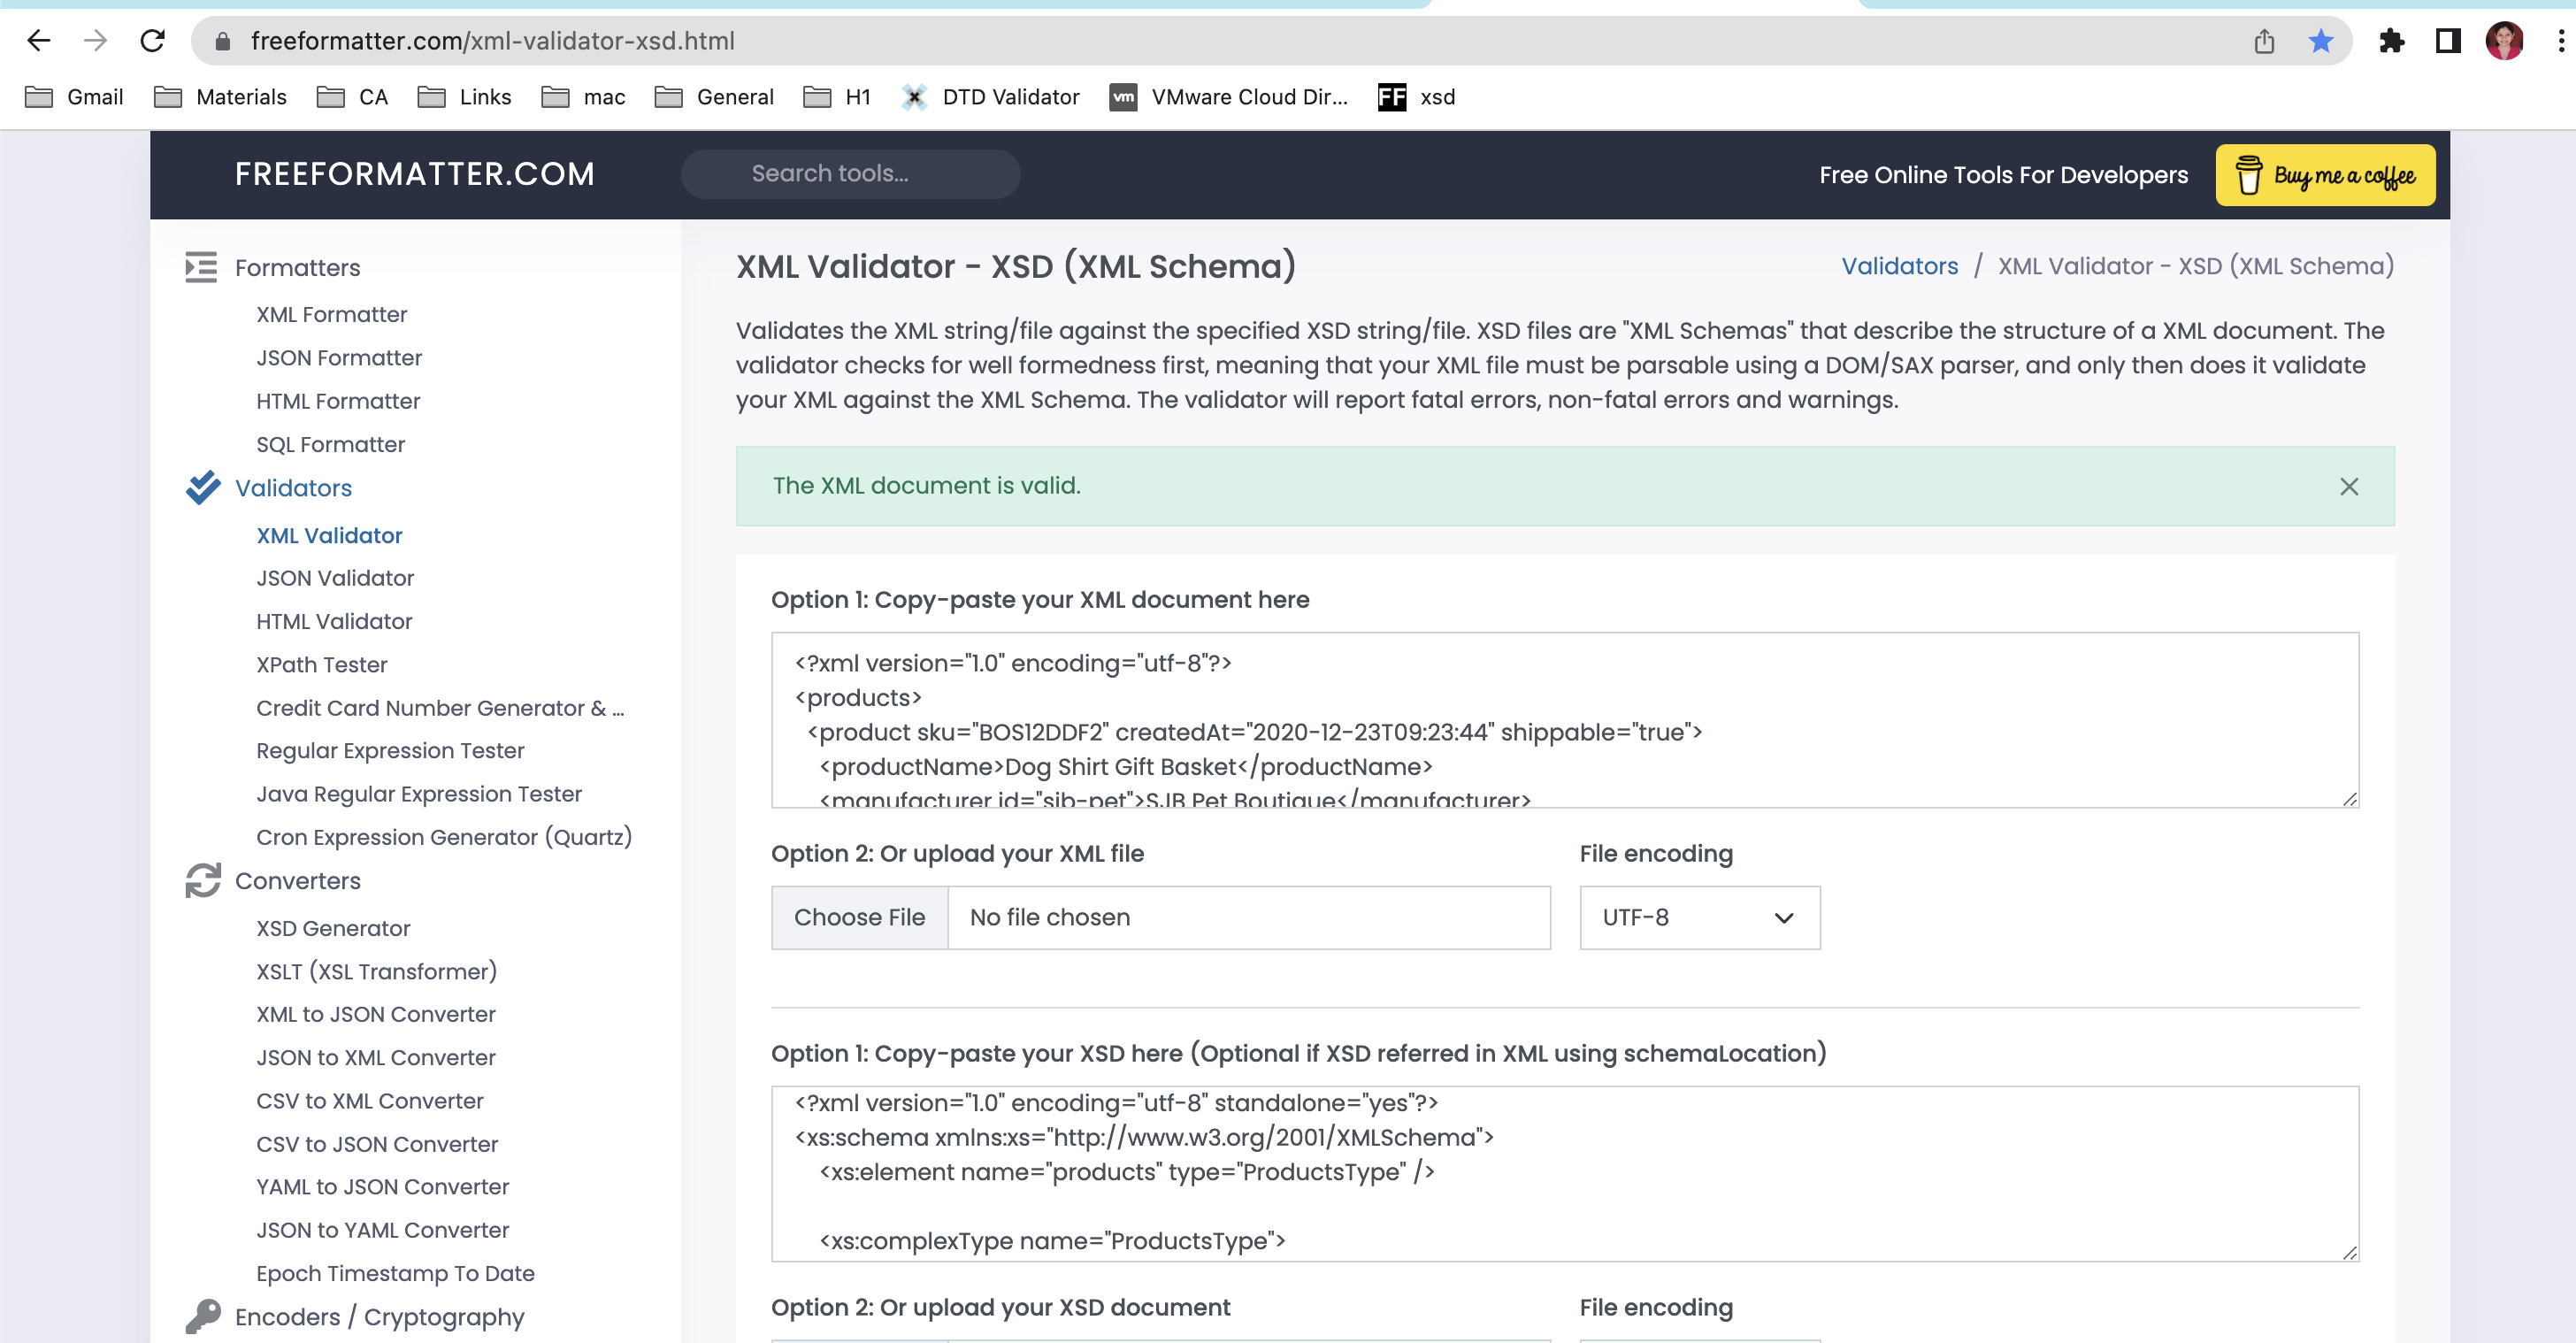 freeformatter.com/xml-validator-xsd.html
Gmail Materials CA Links mac General H1 DTD Validator vm VMware Cloud Dir... FF xsd
FREEFORMATTER.COM Search tools... Free Online Tools For Developers Buy me a coffee
Formatters
XML Formatter
JSON Formatter
HTML Formatter
SQL Formatter
Validators
XML Validator
JSON Validator
HTML Validator
XPath Tester
Credit Card Number Generator & ...
Regular Expression Tester
Java Regular Expression Tester
Cron Expression Generator (Quartz)
Converters
XSD Generator
XSLT (XSL Transformer)
XML to JSON Converter
JSON to XML Converter
CSV to XML Converter
CSV to JSON Converter
YAML to JSON Converter
JSON to YAML Converter
Epoch Timestamp To Date
Encoders / Cryptography
XML Validator - XSD (XML Schema)
Validators / XML Validator - XSD (XML Schema)
Validates the XML string/file against the specified XSD string/file. XSD files are "XML Schemas" that describe the structure of a XML document. The
validator checks for well formedness first, meaning that your XML file must be parsable using a DOM/SAX parser, and only then does it validate
your XML against the XML Schema. The validator will report fatal errors, non-fatal errors and warnings.
The XML document is valid.
Option 1: Copy-paste your XML document here
<?xml version="1.0" encoding="utf-8"?>
<products>
<product sku="BOS12DDF2" createdAt="2020-12-23T09:23:44" shippable="true">
<productName>Dog Shirt Gift Basket</productName>
<manufacturer id="sjb-pet">SJB Pet Boutique</manufacturer>
Option 2: Or upload your XML file File encoding
Choose File No file chosen UTF-8
Option 1: Copy-paste your XSD here (Optional if XSD referred in XML using schemaLocation)
<?xml version="1.0" encoding="utf-8" standalone="yes"?>
<xs:schema xmlns:xs="http://www.w3.org/2001/XMLSchema">
<xs:element name="products" type="ProductsType" />
<xs:complexType name="ProductsType">
Option 2: Or upload your XSD document File encoding